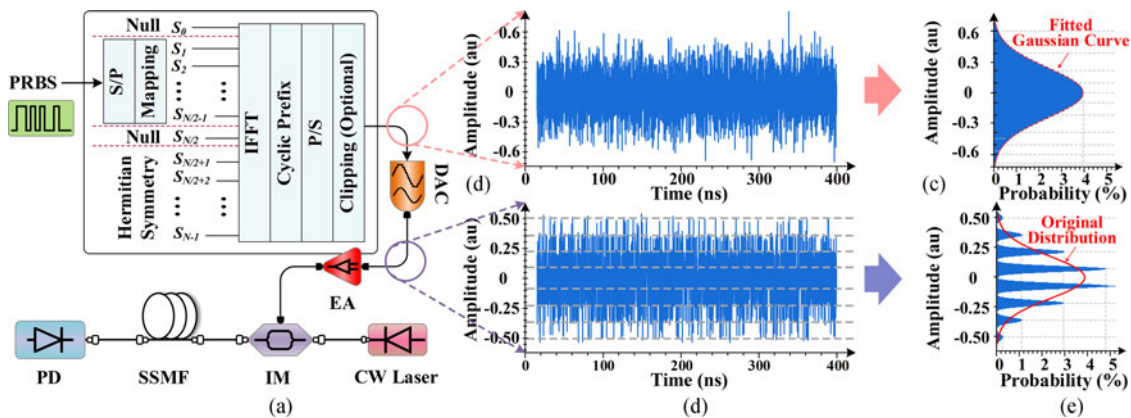 Null
S0
PRBS
S/P
Mapping
S1
S2
SN/2-1
Null
SN/2
Hermitian
Symmetry
SN/2+1
SN/2+2
SN-1
IFFT
Cyclic Prefix
P/S
Clipping (Optional)
DAC
EA
PD
SSMF
IM
CW Laser
(a)
Amplitude (au)
0.6
0.3
0
-0.3
-0.6
0 100 200 300 400
Time (ns)
(d)
Amplitude (au)
0.6
0.3
0
-0.3
-0.6
Fitted
Gaussian Curve
0 1 2 3 4 5
Probability (%)
(c)
Amplitude (au)
0.50
0.25
0
-0.25
-0.50
0 100 200 300 400
Time (ns)
(d)
Amplitude (au)
0.50
0.25
0
-0.25
-0.50
Original
Distribution
0 1 2 3 4 5
Probability (%)
(e)